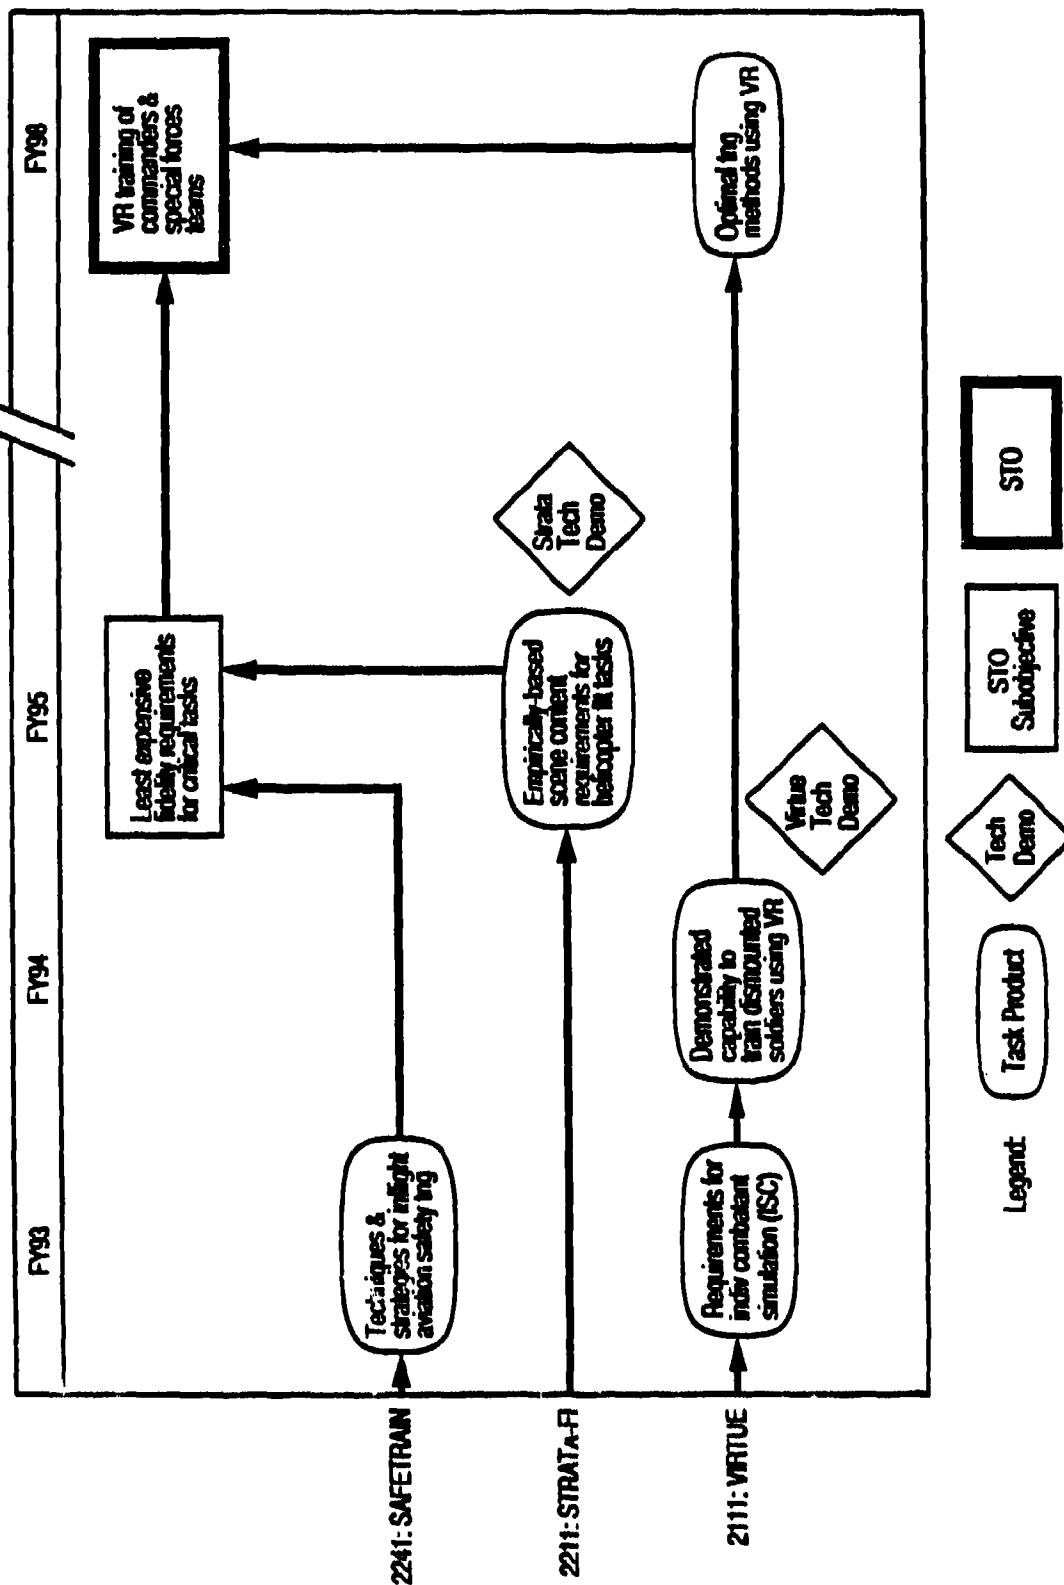 FY93
FY94
FY95
FY98
VR training of
commanders &
special forces
teams
Least expensive
fidelity requirements
for critical tasks
2241: SAFETRAIN
Techniques &
strategies for inflight
aviation safety tng
2211: STRATA-FI
Empirically-based
scene content
requirements for
helicopter flt tasks
Strata
Tech
Demo
2111: VIRTUE
Requirements for
indiv combatant
simulation (ISC)
Demonstrated
capability to
train dismounted
soldiers using VR
Virtue
Tech
Demo
Optimal tng
methods using VR
Legend:
Task Product
Tech
Demo
STO
Subobjective
STO